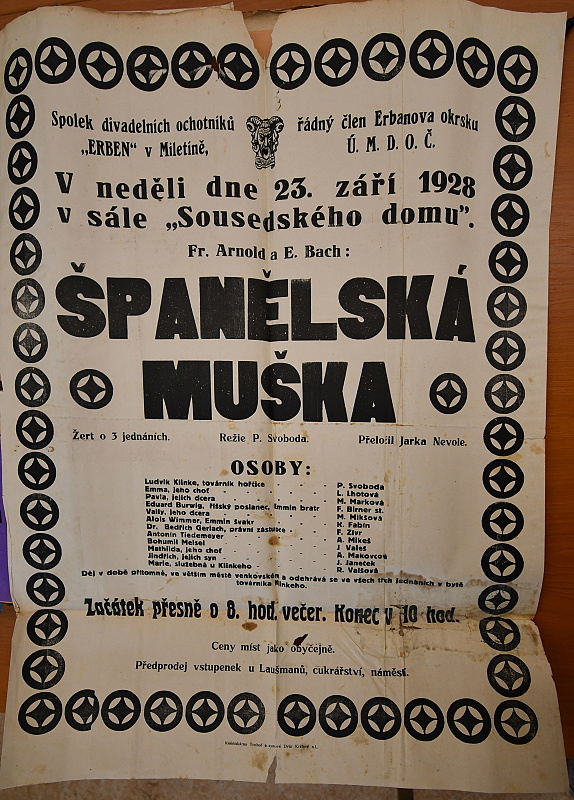 Spolek divadelních ochotníků
„ERBEN" v Miletíně,
řádný člen Erbanova okrsku
Ú. M. D. O. Č.
V neděli dne 23. září 1928
v sále „Sousedského domu".
Fr. Arnold a E. Bach:
ŠPANĚLSKÁ
MUŠKA
Žert o 3 jednáních. Režie P. Svoboda. Přeložil Jarka Nevole.
OSOBY:
Ludvík Klinke, továrník hořčice - - - - P. Svoboda
Emma, jeho choť - - - - L. Lhotová
Pavla, jejich dcera - - - - M. Marková
Eduard Burwig, říšský poslanec, Emmin bratr F. Birner st.
Vally, jeho dcera - - - - M. Mikšová
Alois Wimmer, Emmin švakr - - - - K. Fabin
Dr. Bedřich Gerlach, právní zástupce - - - - F. Zivr
Antonín Tiedemeyer - - - - A. Mikeš
Bohumil Meisel - - - - J Valeš
Mathilda, jeho choť - - - - A. Makovcová
Jindřich, jejich syn - - - - J. Janeček
Marie, služebná u Klinkeho - - - - R. Valšová
Děj v době přítomné, ve větším městě venkovském a odehrává se ve všech třech jednáních v bytě
továrníka Klinkeho.
Začátek přesně o 8. hod. večer. Konec v 10 hod.
Ceny míst jako obyčejně.
Předprodej vstupenek u Laušmanů, cukrářství, náměstí.